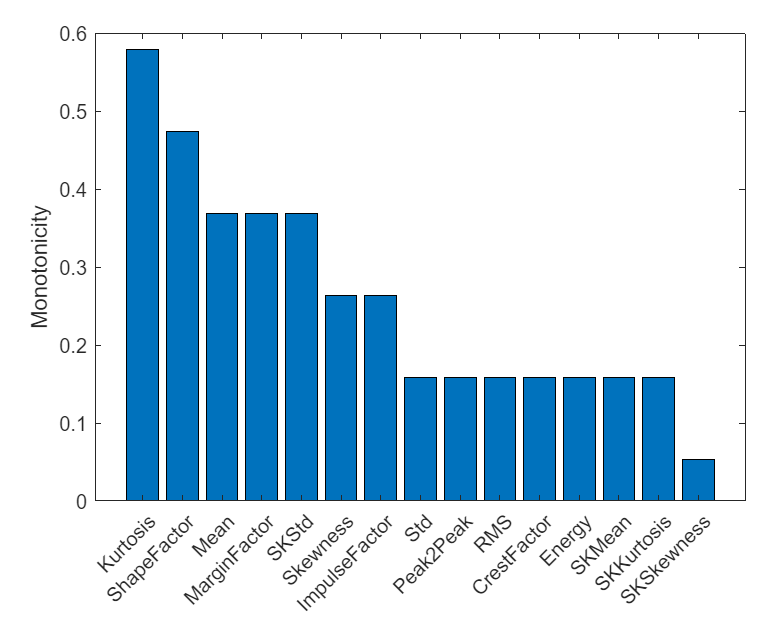 0.6
0.5
0.4
0.3
0.2
0.1
0
Monotonicity
Kurtosis
ShapeFactor
Mean
MarginFactor
SKStd
Skewness
ImpulseFactor
Std
Peak2Peak
RMS
CrestFactor
Energy
SKMean
SKKurtosis
SKSkewness